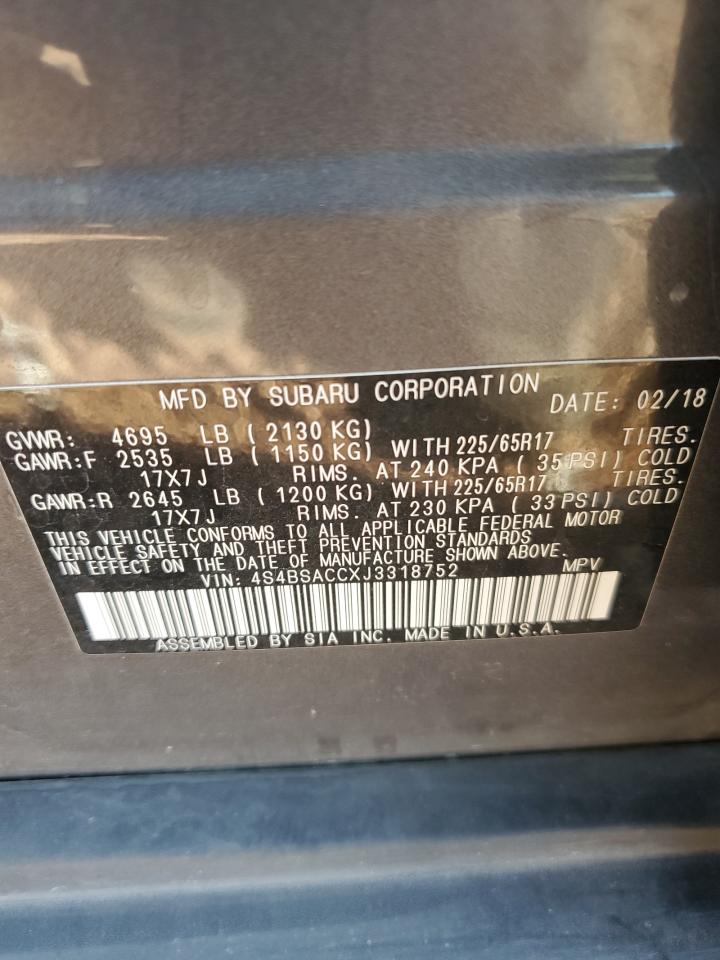 MFD BY SUBARU CORPORATION DATE: 02/18
GVWR: 4695 LB ( 2130 KG)
GAWR:F 2535 LB ( 1150 KG) WITH 225/65R17 TIRES.
17X7J RIMS. AT 240 KPA ( 35 PSI) COLD
GAWR:R 2645 LB ( 1200 KG) WITH 225/65R17 TIRES.
17X7J RIMS. AT 230 KPA ( 33 PSI) COLD
THIS VEHICLE CONFORMS TO ALL APPLICABLE FEDERAL MOTOR
VEHICLE SAFETY AND THEFT PREVENTION STANDARDS
IN EFFECT ON THE DATE OF MANUFACTURE SHOWN ABOVE.
VIN: 4S4BSACCXJ3318752 MPV
ASSEMBLED BY SIA INC. MADE IN U.S.A.